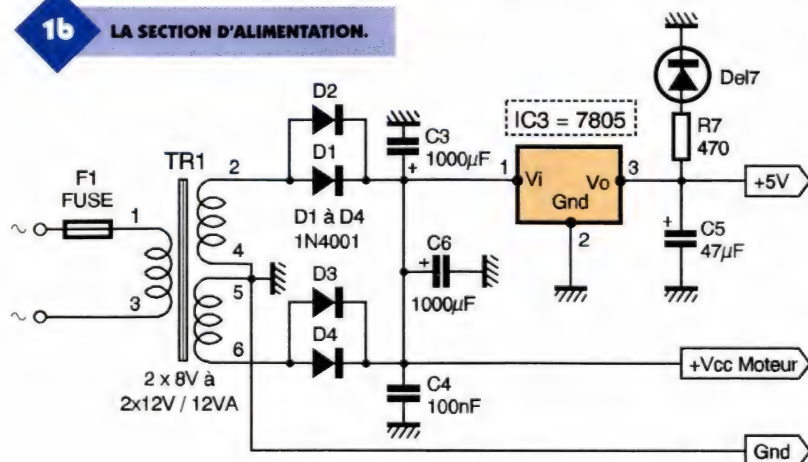 1b
LA SECTION D'ALIMENTATION.
F1
FUSE
~
~
1
3
TR1
2
4
5
6
2 x 8V à
2x12V / 12VA
D2
D1
D1 à D4
1N4001
D3
D4
C3
1000µF
+
+
C6
1000µF
C4
100nF
IC3 = 7805
1
Vi
Vo
3
Gnd
2
Del7
R7
470
+5V
+
C5
47µF
+Vcc Moteur
Gnd